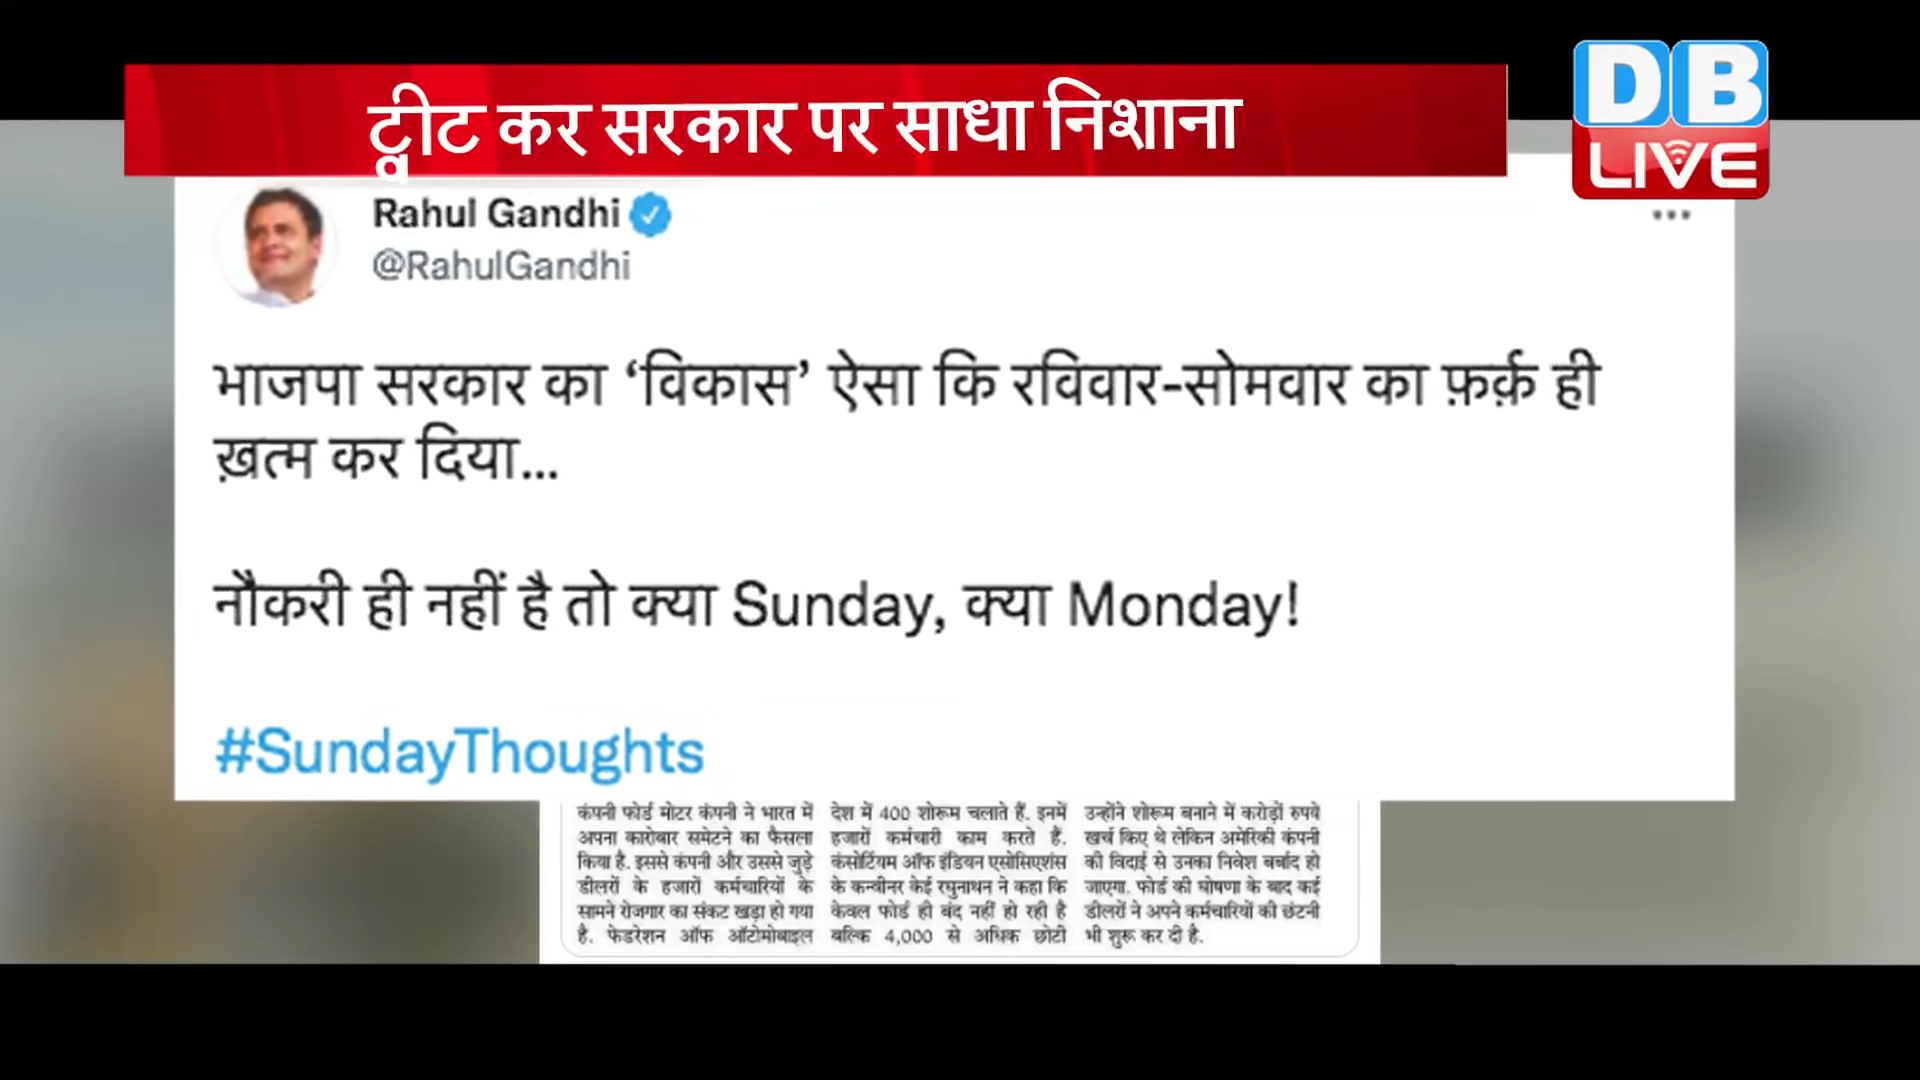 ट्वीट कर सरकार पर साधा निशाना
DB
LIVE
Rahul Gandhi
@RahulGandhi
भाजपा सरकार का ‘विकास’ ऐसा कि रविवार-सोमवार का फ़र्क़ ही
ख़त्म कर दिया...
नौकरी ही नहीं है तो क्या Sunday, क्या Monday!
#SundayThoughts
कंपनी फोर्ड मोटर कंपनी ने भारत में
अपना कारोबार समेटने का फैसला
किया है. इससे कंपनी और उससे जुड़े
डीलरों के हजारों कर्मचारियों के
सामने रोजगार का संकट खड़ा हो गया
है. फेडरेशन ऑफ ऑटोमोबाइल
देश में 400 शोरूम चलाते हैं. इनमें
हजारों कर्मचारी काम करते हैं.
कंसोर्टियम ऑफ इंडियन एसोसिएशंस
के कन्वीनर केई रघुनाथन ने कहा कि
केवल फोर्ड ही बंद नहीं हो रही है
बल्कि 4,000 से अधिक छोटी
उन्होंने शोरूम बनाने में करोड़ों रुपये
खर्च किए थे लेकिन अमेरिकी कंपनी
की विदाई से उनका निवेश बर्बाद हो
जाएगा. फोर्ड की घोषणा के बाद कई
डीलरों ने अपने कर्मचारियों की छंटनी
भी शुरू कर दी है.